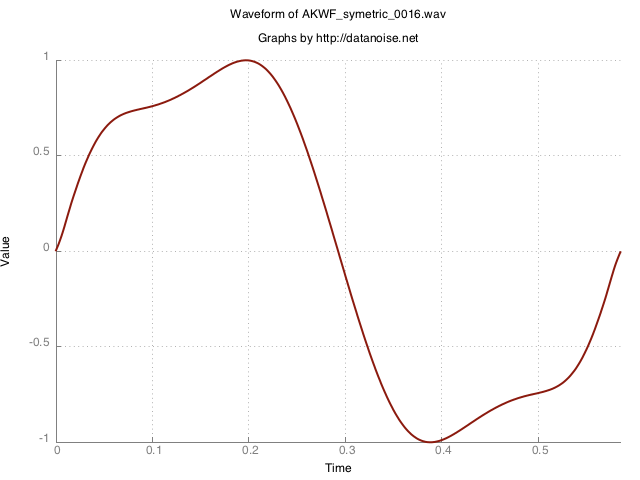 Waveform of AKWF_symetric_0016.wav
Graphs by http://datanoise.net
1
0.5
0
-0.5
-1
Value
0 0.1 0.2 0.3 0.4 0.5
Time